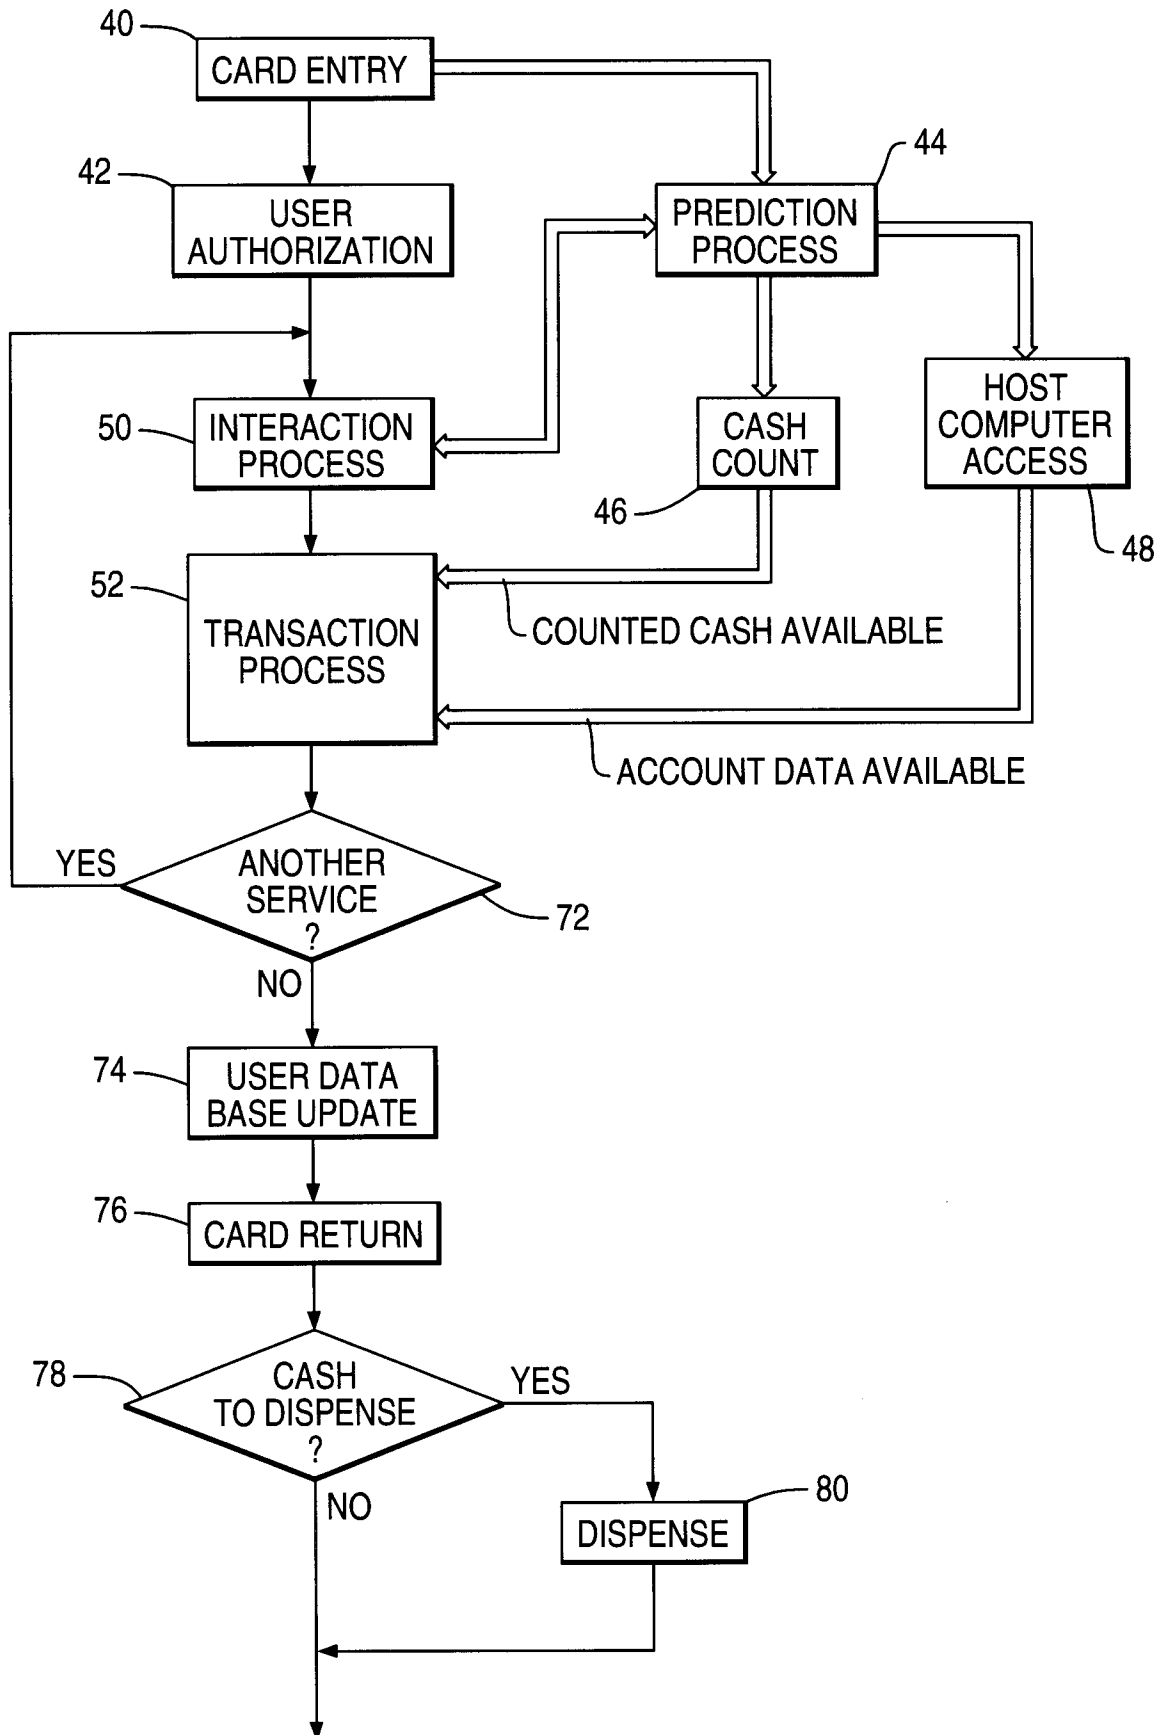 40
CARD ENTRY
42
USER
AUTHORIZATION
44
PREDICTION
PROCESS
50
INTERACTION
PROCESS
CASH
COUNT
46
HOST
COMPUTER
ACCESS
48
52
TRANSACTION
PROCESS
COUNTED CASH AVAILABLE
ACCOUNT DATA AVAILABLE
YES
ANOTHER
SERVICE
?
72
NO
74
USER DATA
BASE UPDATE
76
CARD RETURN
78
CASH
TO DISPENSE
?
YES
NO
80
DISPENSE